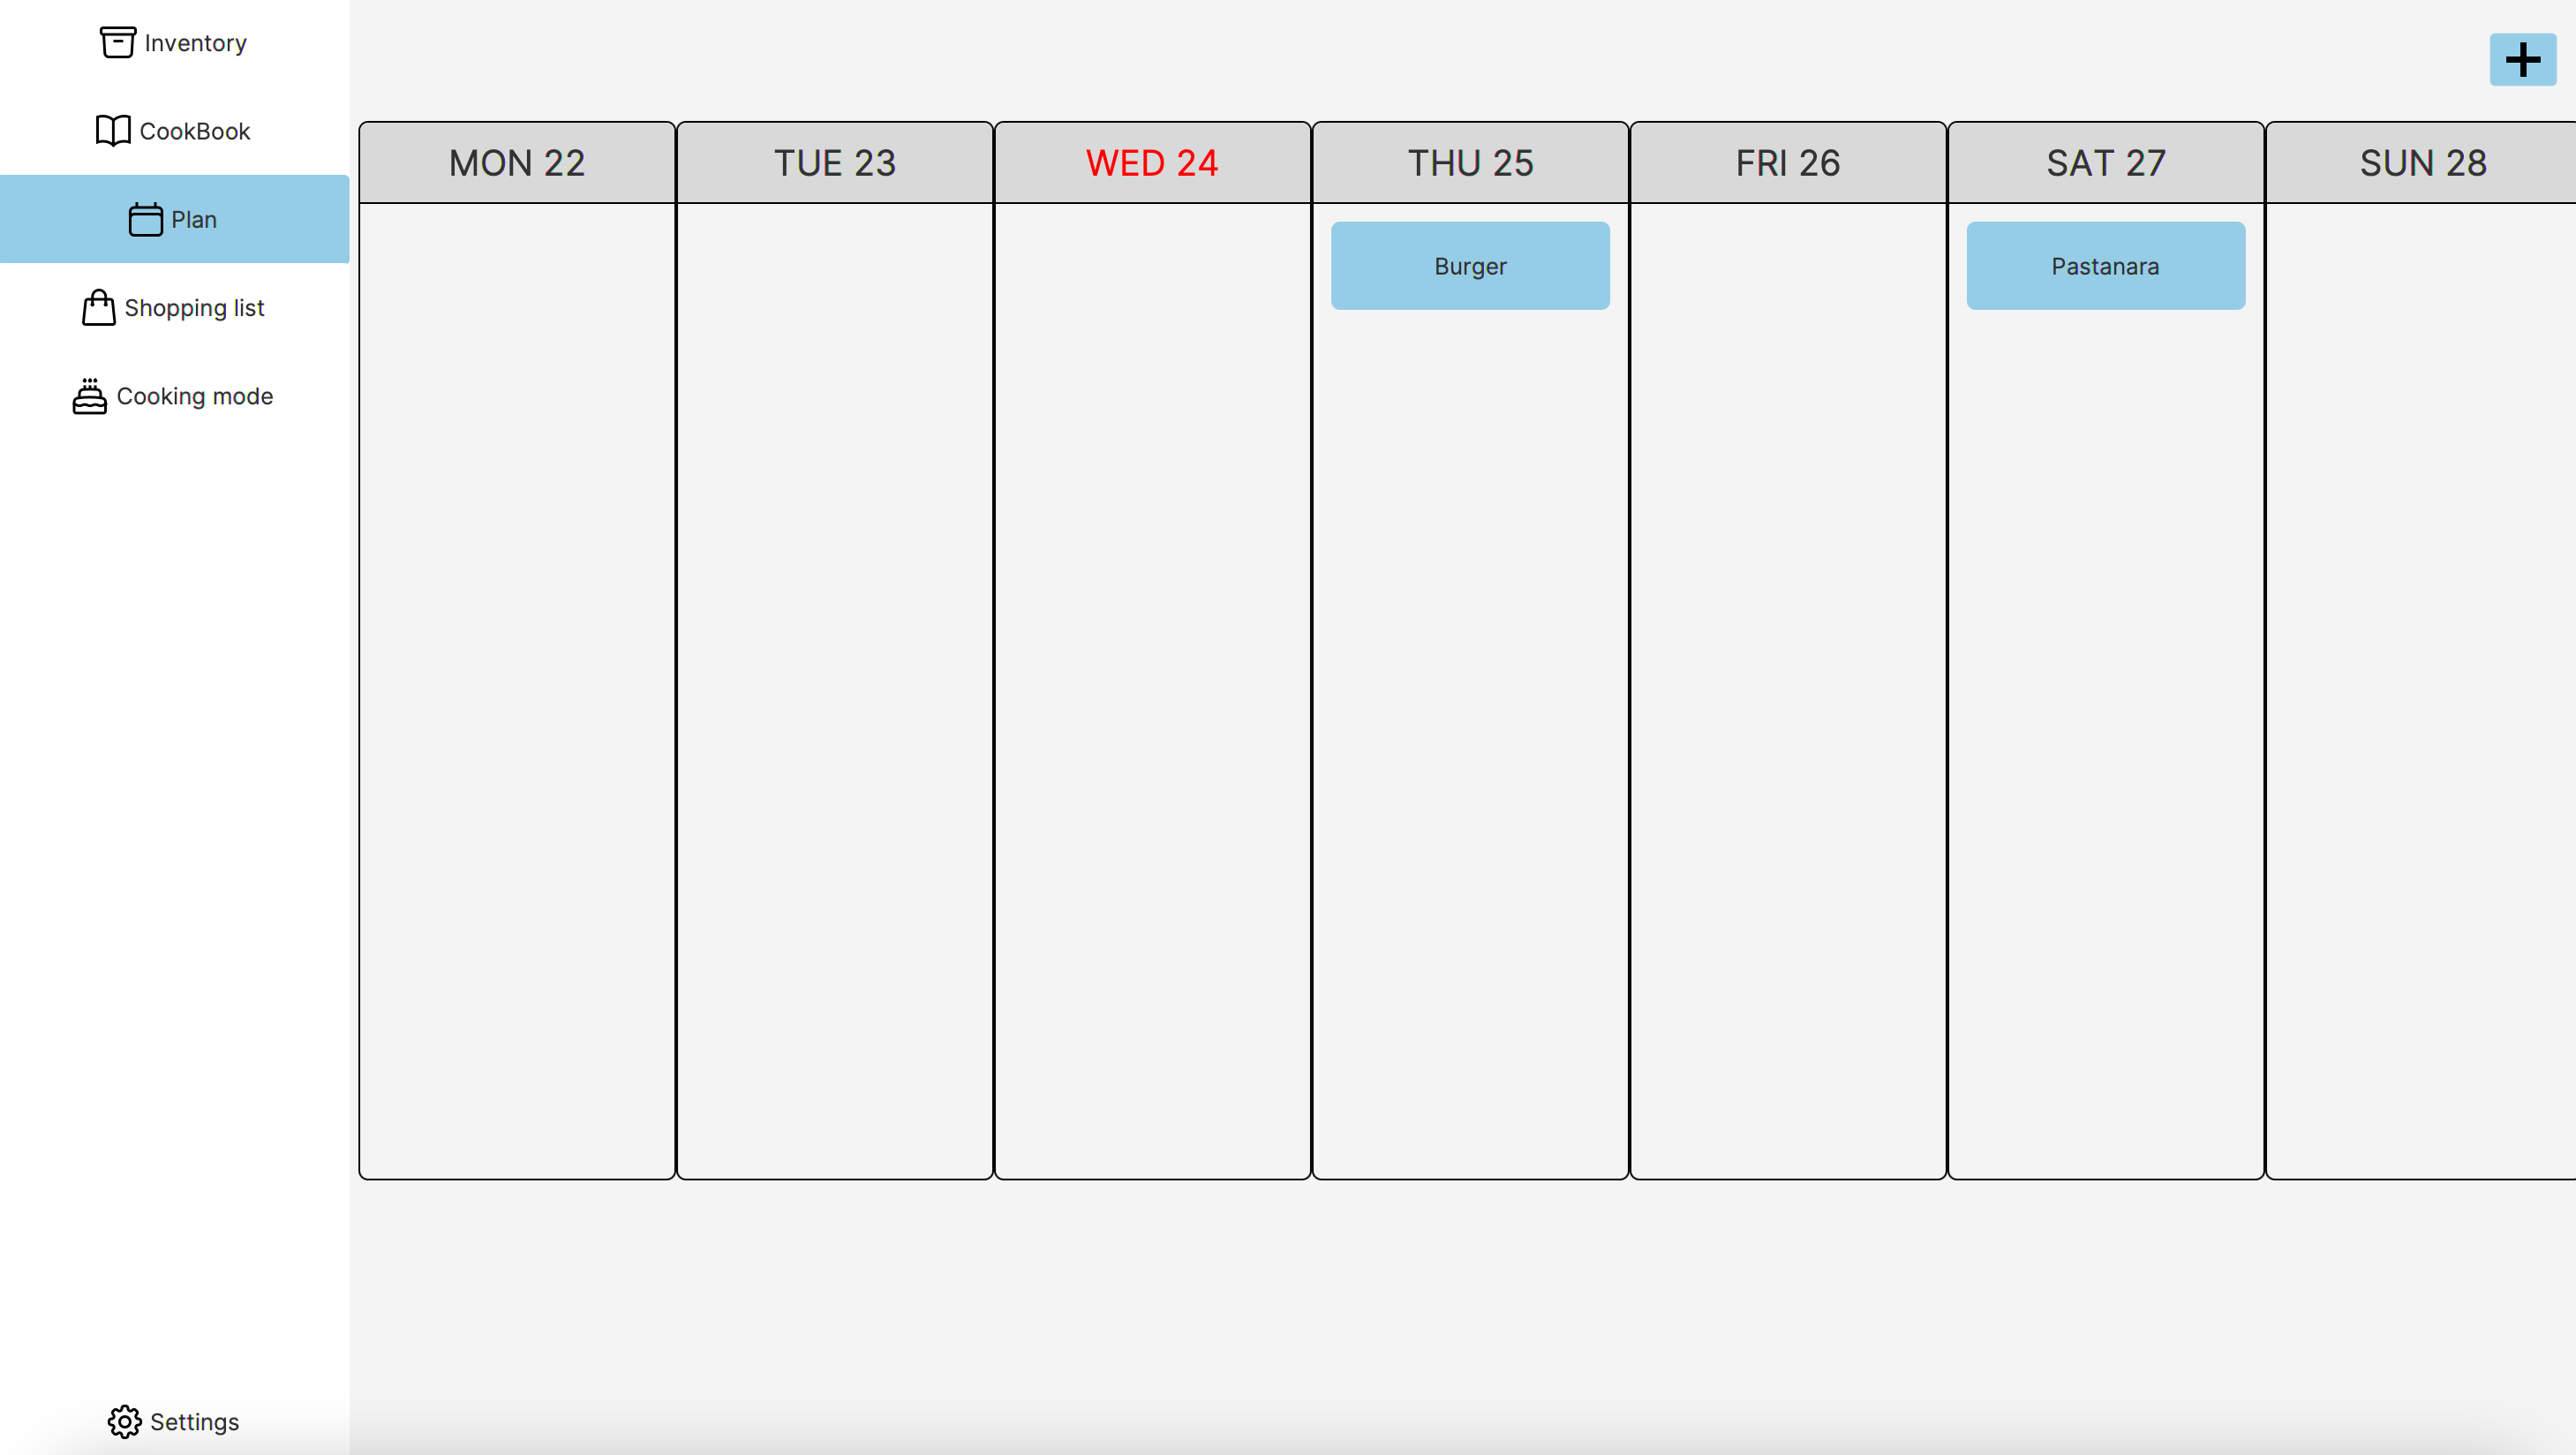 Inventory
CookBook
Plan
Shopping list
Cooking mode
Settings
MON 22
TUE 23
WED 24
THU 25
FRI 26
SAT 27
SUN 28
Burger
Pastanara